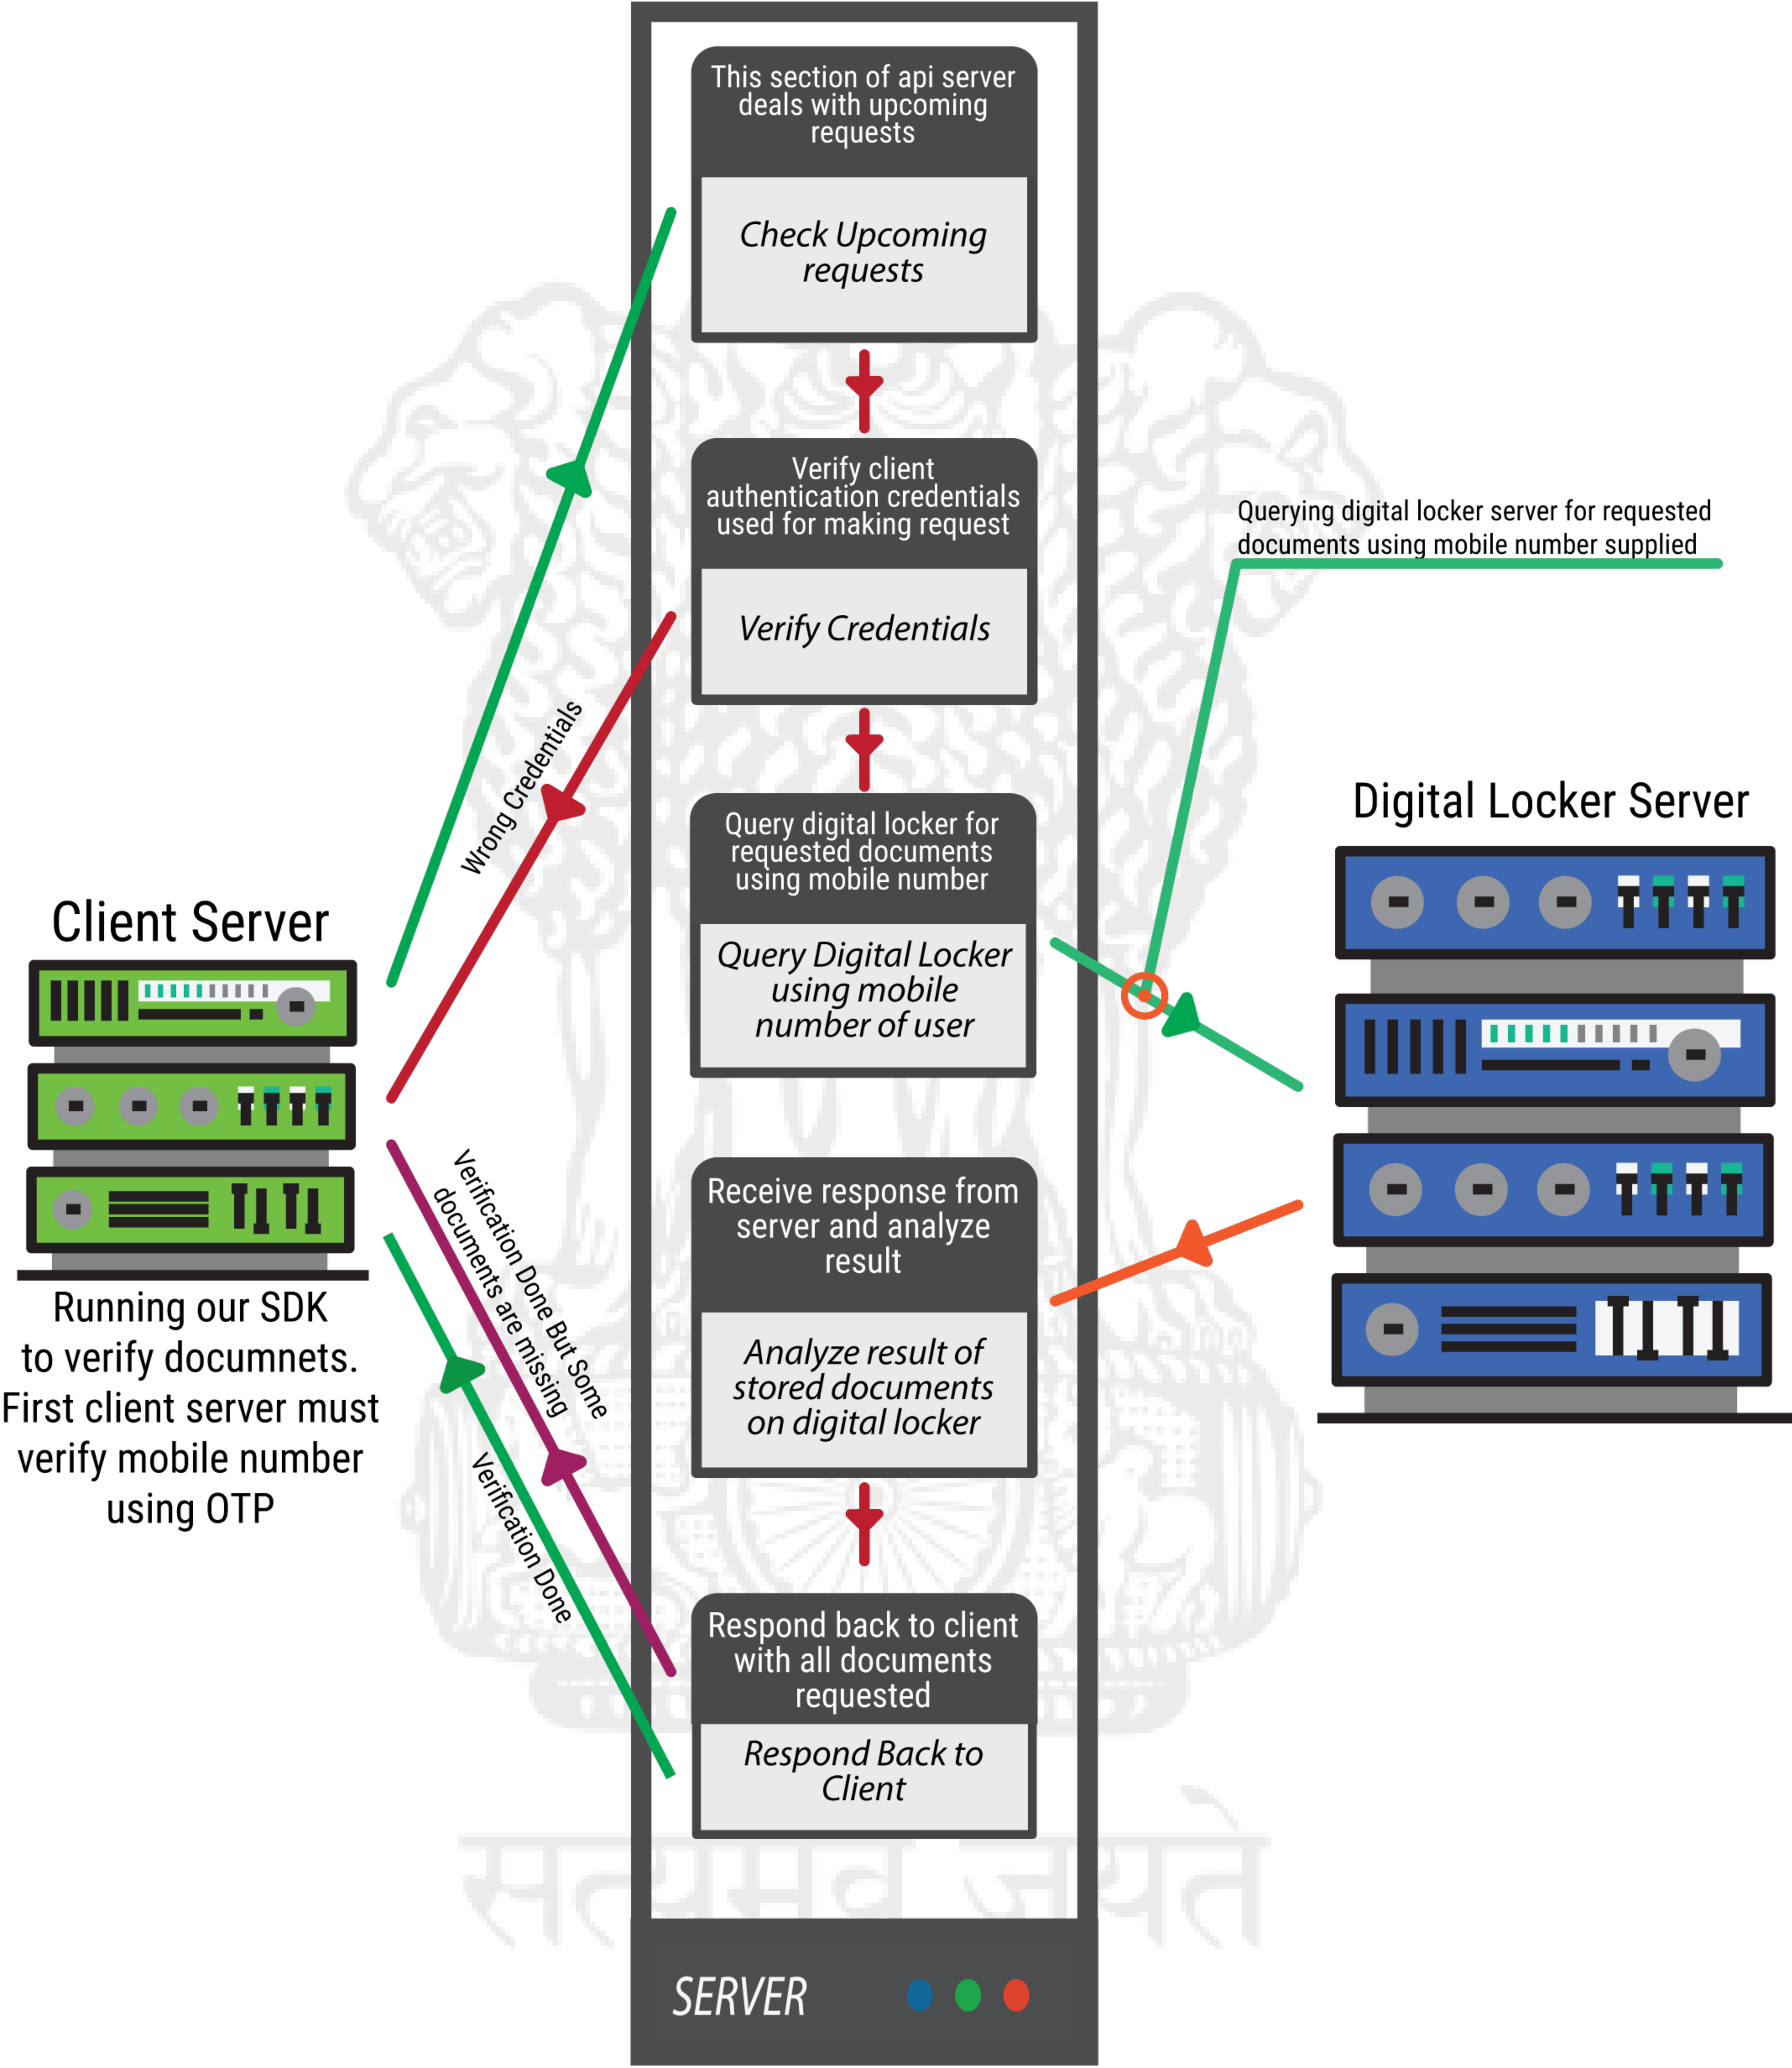 This section of api server
deals with upcoming
requests
Check Upcoming
requests
Verify client
authentication credentials
used for making request
Verify Credentials
Query digital locker for
requested documents
using mobile number
Query Digital Locker
using mobile
number of user
Receive response from
server and analyze
result
Analyze result of
stored documents
on digital locker
Respond back to client
with all documents
requested
Respond Back to
Client
SERVER
Wrong Credentials
Verification Done But Some
documents are missing
Verification Done
Client Server
Running our SDK
to verify documnets.
First client server must
verify mobile number
using OTP
Querying digital locker server for requested
documents using mobile number supplied
Digital Locker Server
सत्यमेव जयते